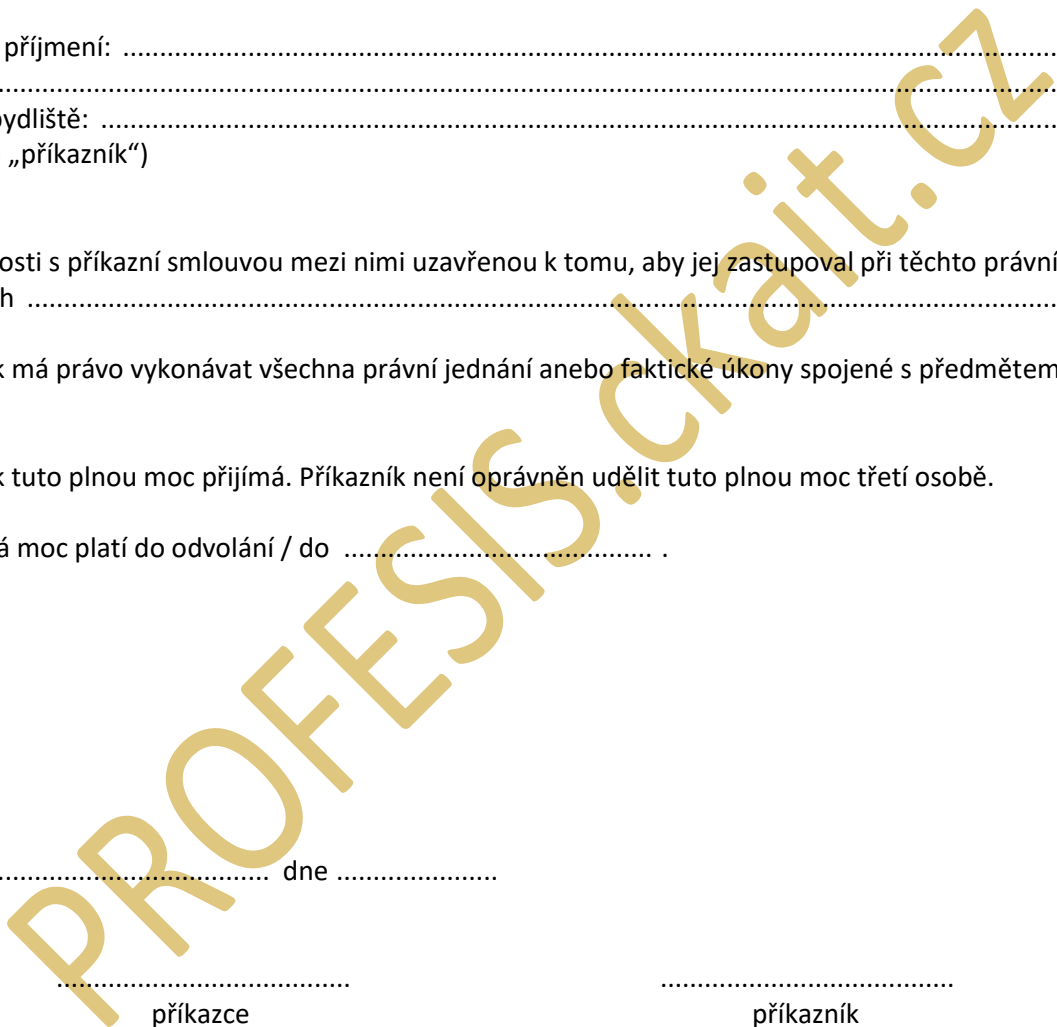 příjmení: ................................................................................................................................
................................................................................................................................................
ydliště: ...................................................................................................................................
„příkazník“)
osti s příkazní smlouvou mezi nimi uzavřenou k tomu, aby jej zastupoval při těchto právní
h .............................................................................................................................................
k má právo vykonávat všechna právní jednání anebo faktické úkony spojené s předmětem
k tuto plnou moc přijímá. Příkazník není oprávněn udělit tuto plnou moc třetí osobě.
á moc platí do odvolání / do .......................................... .
..................................... dne ......................
........................................ ........................................
příkazce příkazník
PROFESIS.ckait.cz